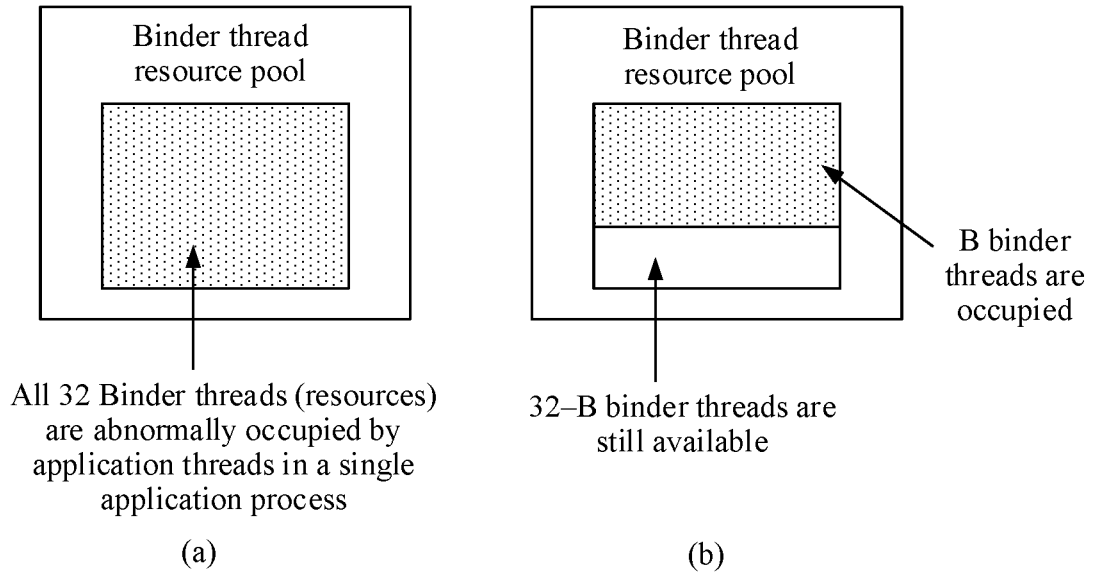 Binder thread
resource pool
All 32 Binder threads (resources)
are abnormally occupied by
application threads in a single
application process
(a)
Binder thread
resource pool
B binder
threads are
occupied
32–B binder threads are
still available
(b)